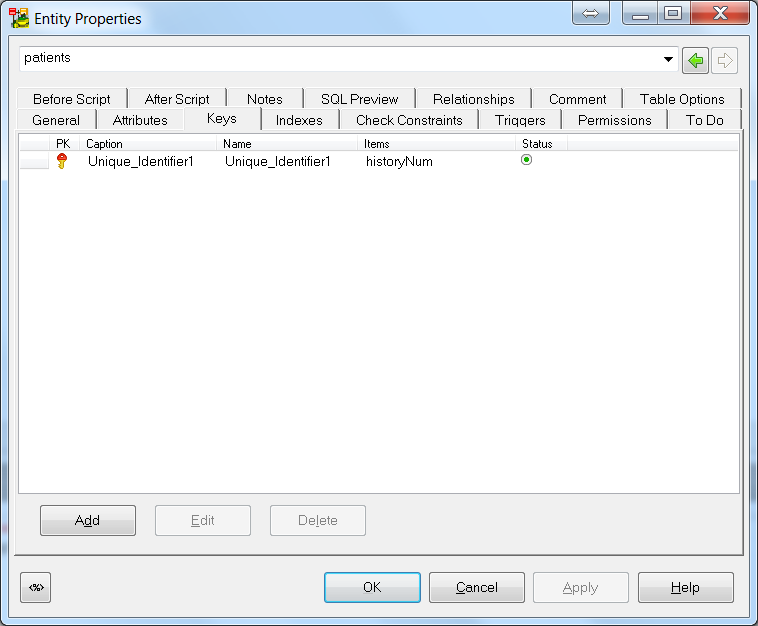 Entity Properties
patients
Before Script After Script Notes SQL Preview Relationships Comment Table Options
General Attributes Keys Indexes Check Constraints Triggers Permissions To Do
PK Caption Name Items Status
Unique_Identifier1 Unique_Identifier1 historyNum
Add Edit Delete
<%> OK Cancel Apply Help